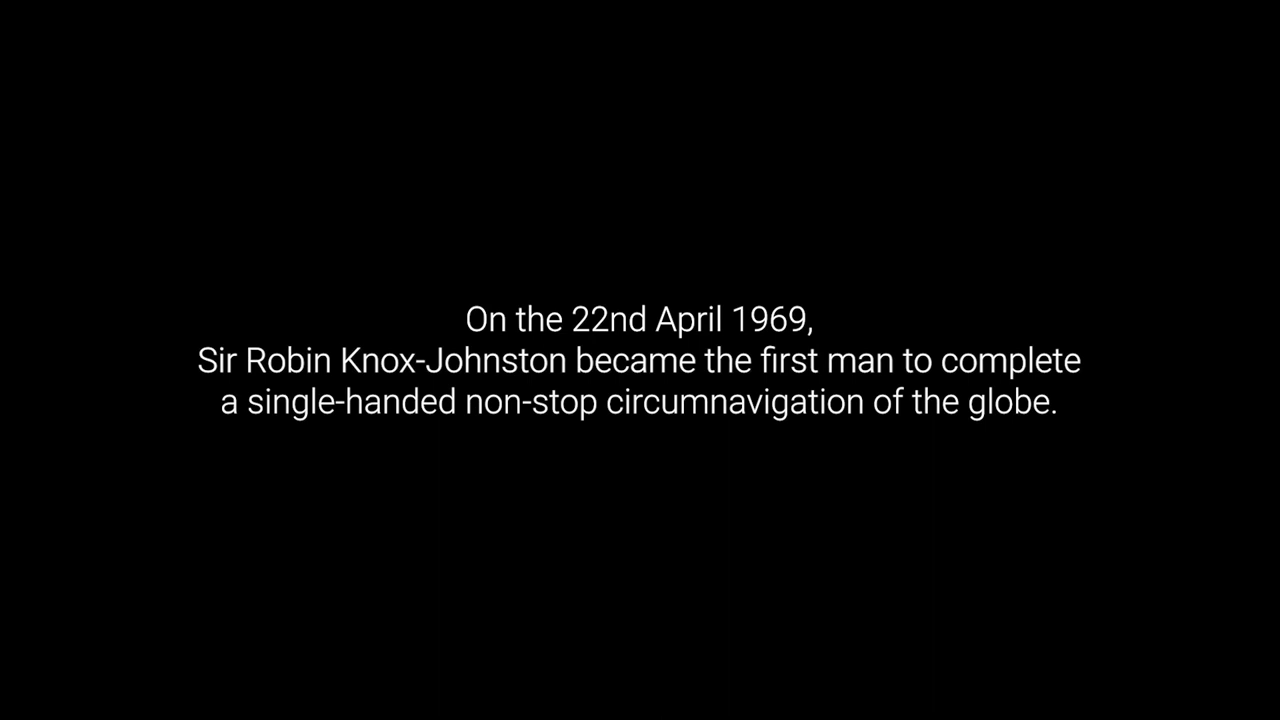 On the 22nd April 1969,
Sir Robin Knox-Johnston became the first man to complete
a single-handed non-stop circumnavigation of the globe.